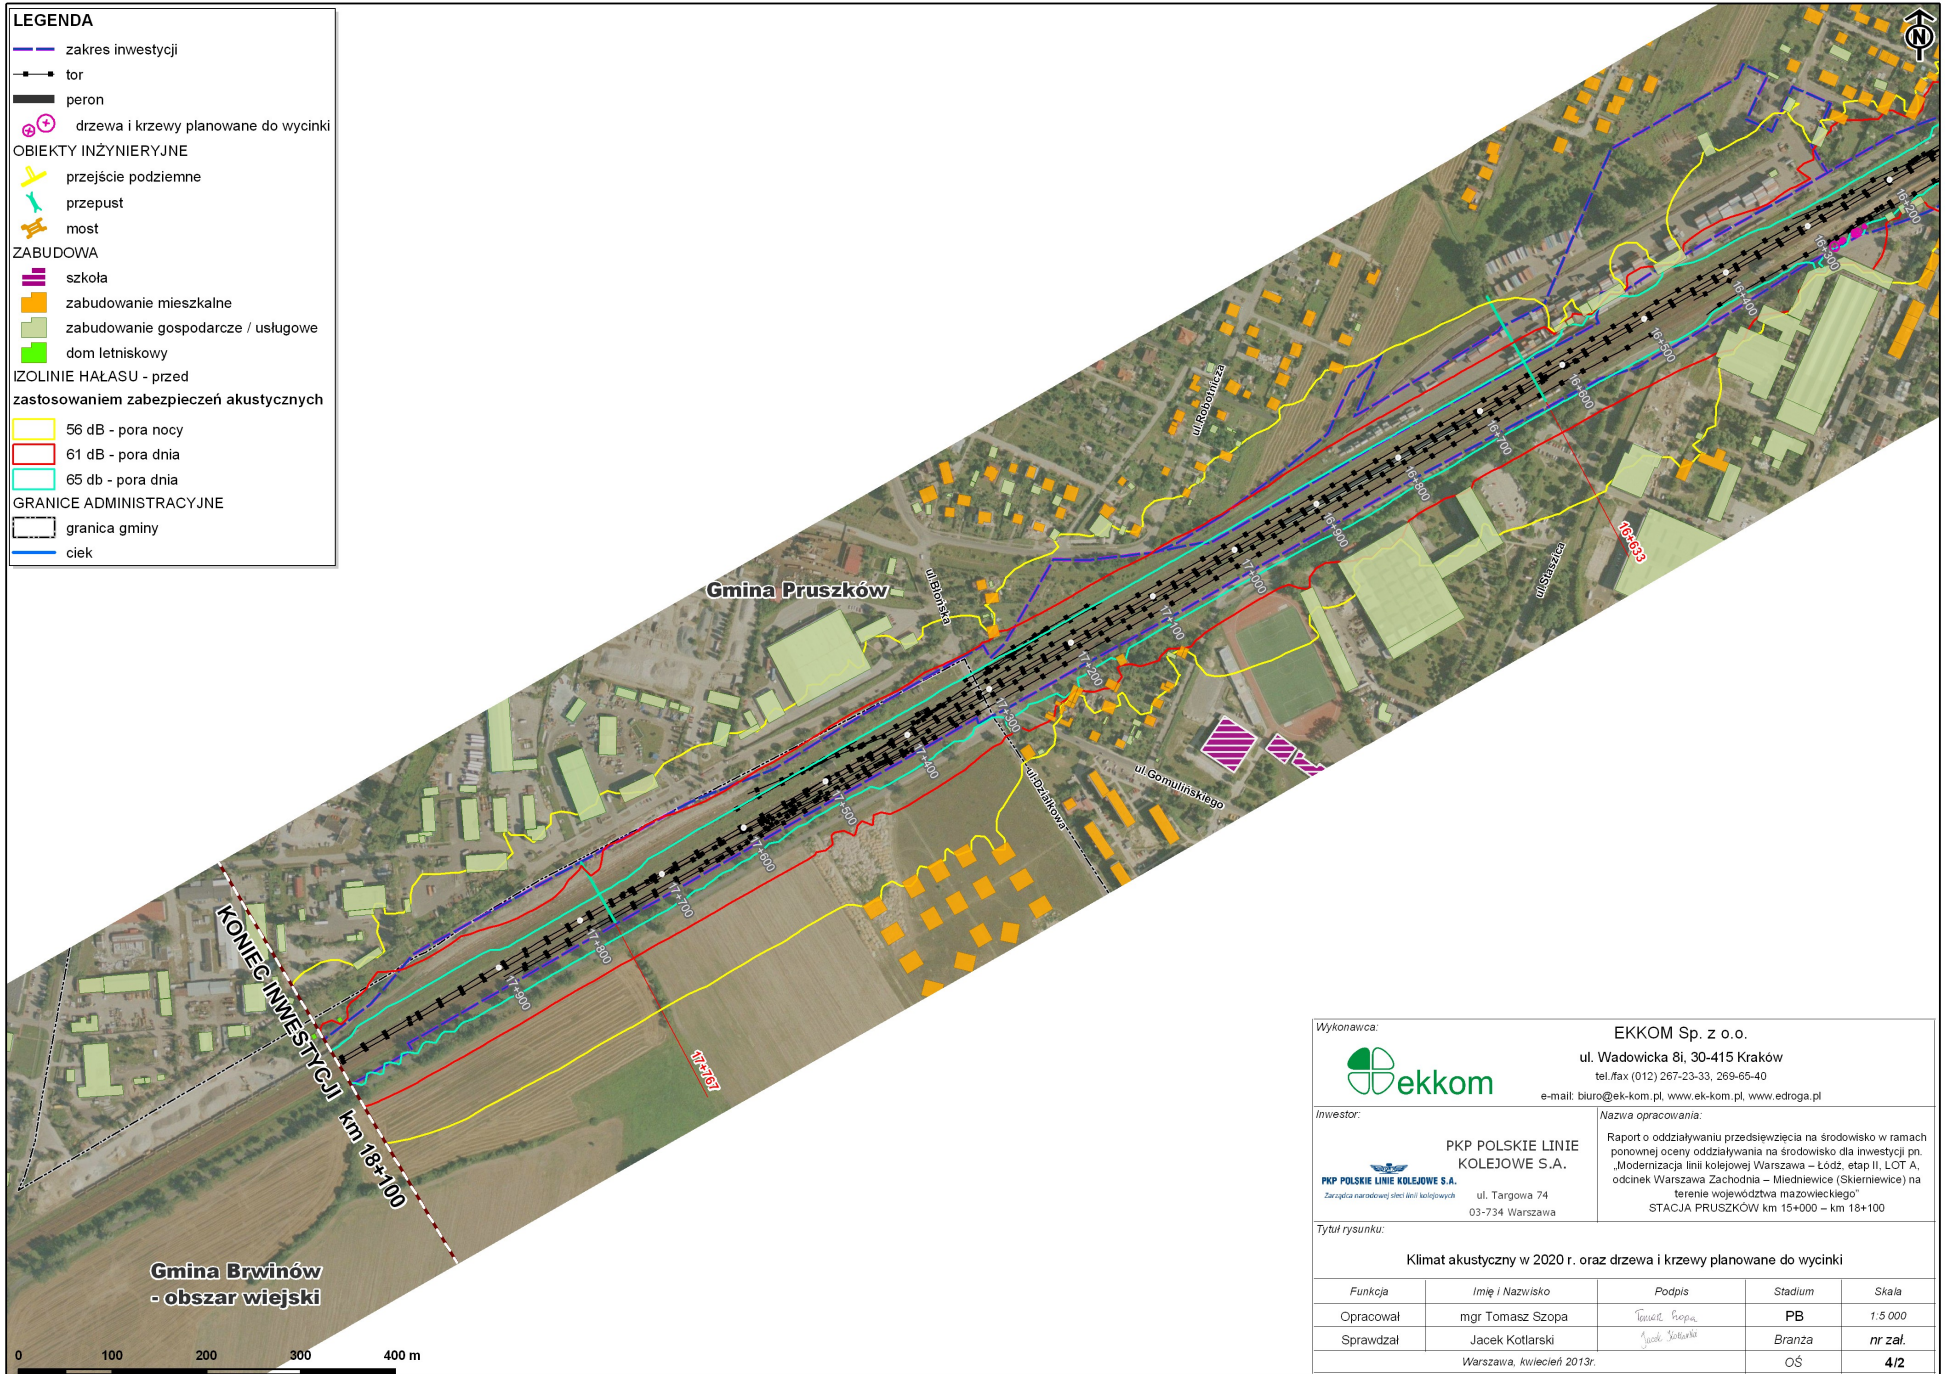 LEGENDA
zakres inwestycji
tor
peron
drzewa i krzewy planowane do wycinki
OBIEKTY INŻYNIERYJNE
przejście podziemne
przepust
most
ZABUDOWA
szkoła
zabudowanie mieszkalne
zabudowanie gospodarcze / usługowe
dom letniskowy
IZOLINIE HAŁASU - przed
zastosowaniem zabezpieczeń akustycznych
56 dB - pora nocy
61 dB - pora dnia
65 db - pora dnia
GRANICE ADMINISTRACYJNE
granica gminy
ciek
N
16+200
16+300
16+400
16+500
16+600
16+700
16+800
16+900
17+000
17+100
17+200
17+300
17+400
17+500
17+600
17+700
17+800
17+900
16+633
17+767
ul.Robotnicza
ul.Błońska
ul.Staszica
ul.Gomulińskiego
ul.Działkowa
Gmina Pruszków
KONIEC INWESTYCJI km 18+100
Gmina Brwinów
- obszar wiejski
0 100 200 300 400 m
Wykonawca:
ekkom
EKKOM Sp. z o.o.
ul. Wadowicka 8i, 30-415 Kraków
tel./fax (012) 267-23-33, 269-65-40
e-mail: biuro@ek-kom.pl, www.ek-kom.pl, www.edroga.pl
Inwestor:
PKP POLSKIE LINIE KOLEJOWE S.A.
Zarządca narodowej sieci linii kolejowych
PKP POLSKIE LINIE
KOLEJOWE S.A.
ul. Targowa 74
03-734 Warszawa
Nazwa opracowania:
Raport o oddziaływaniu przedsięwzięcia na środowisko w ramach
ponownej oceny oddziaływania na środowisko dla inwestycji pn.
„Modernizacja linii kolejowej Warszawa – Łódź, etap II, LOT A,
odcinek Warszawa Zachodnia – Miedniewice (Skierniewice) na
terenie województwa mazowieckiego”
STACJA PRUSZKÓW km 15+000 – km 18+100
Tytuł rysunku:
Klimat akustyczny w 2020 r. oraz drzewa i krzewy planowane do wycinki
Funkcja Imię i Nazwisko Podpis Stadium Skala
Opracował mgr Tomasz Szopa Tomasz Szopa PB 1:5 000
Sprawdzał Jacek Kotlarski Jacek Kotlarski Branża nr zał.
Warszawa, kwiecień 2013r. OŚ 4/2